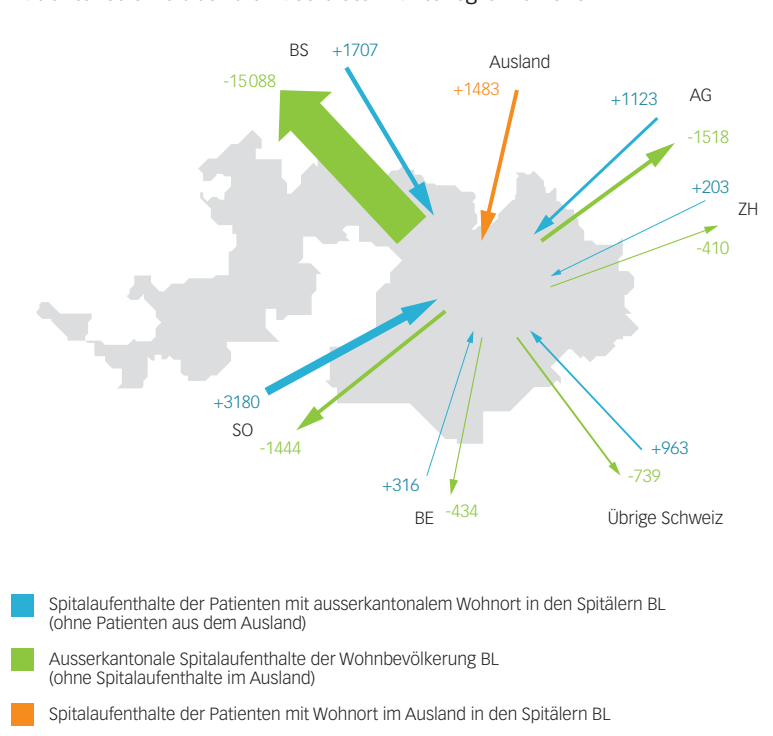 BS +1707
-15 088
Ausland
+1483
+1123
AG
-1518
+203
ZH
-410
+3180
SO
-1444
+316
BE -434
+963
-739
Übrige Schweiz
Spitalaufenthalte der Patienten mit ausserkantonalem Wohnort in den Spitälern BL
(ohne Patienten aus dem Ausland)
Ausserkantonale Spitalaufenthalte der Wohnbevölkerung BL
(ohne Spitalaufenthalte im Ausland)
Spitalaufenthalte der Patienten mit Wohnort im Ausland in den Spitälern BL